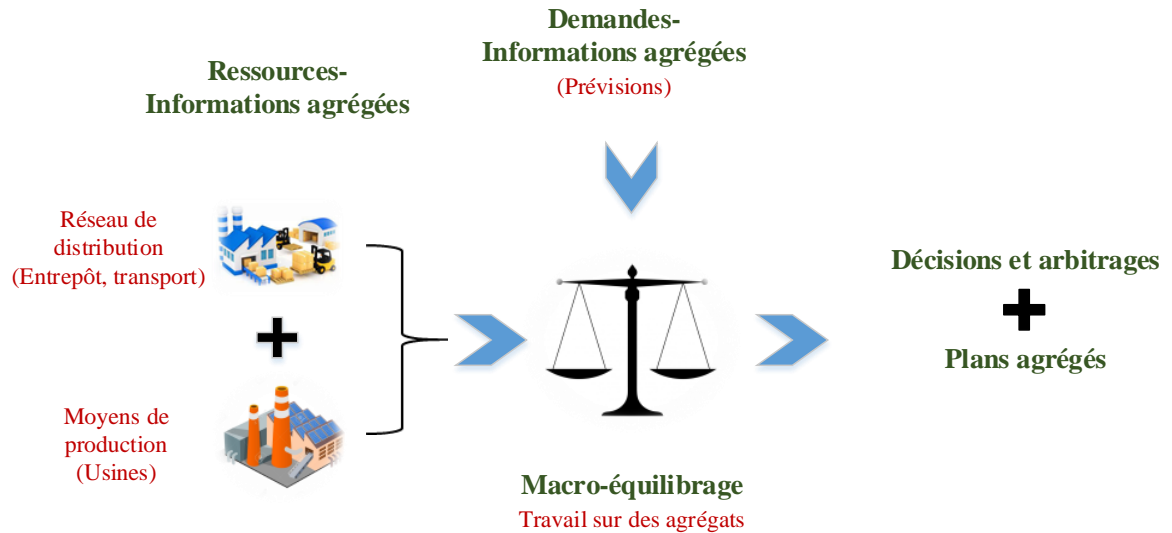 Demandes-
Informations agrégées
(Prévisions)
Ressources-
Informations agrégées
Réseau de
distribution
(Entrepôt, transport)
Moyens de
production
(Usines)
Macro-équilibrage
Travail sur des agrégats
Décisions et arbitrages
Plans agrégés